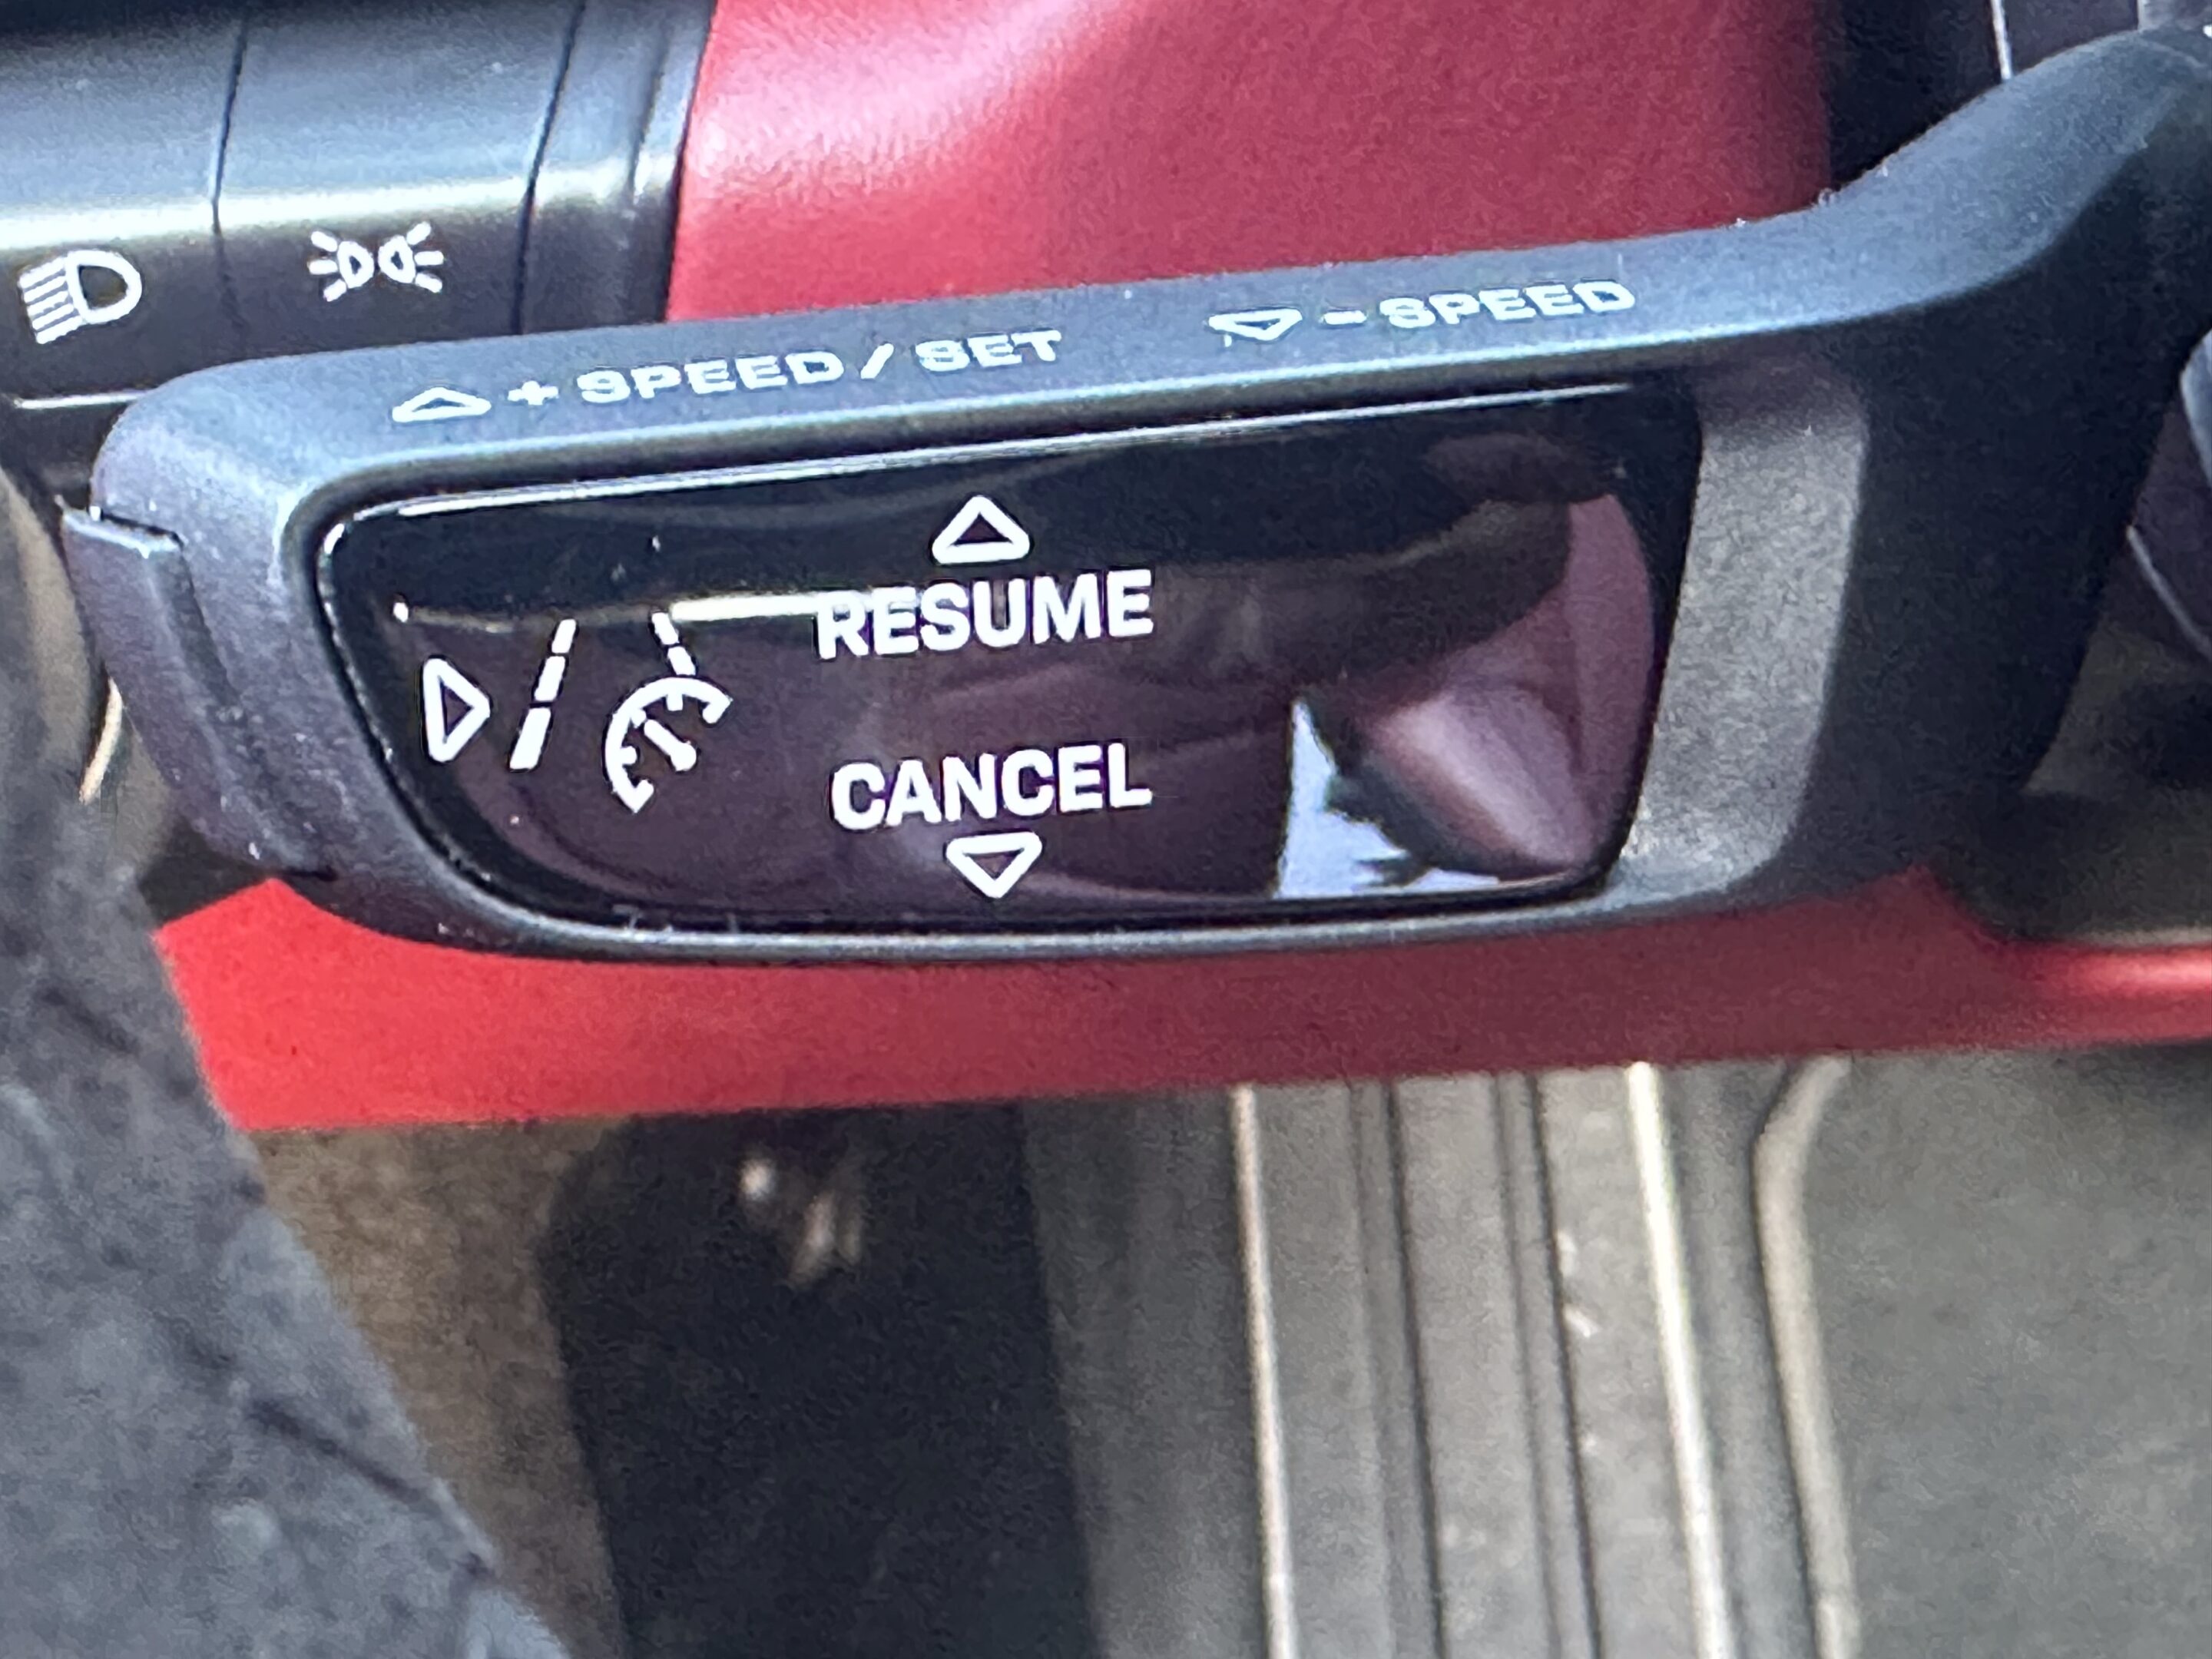 + SPEED / SET
- SPEED
RESUME
CANCEL